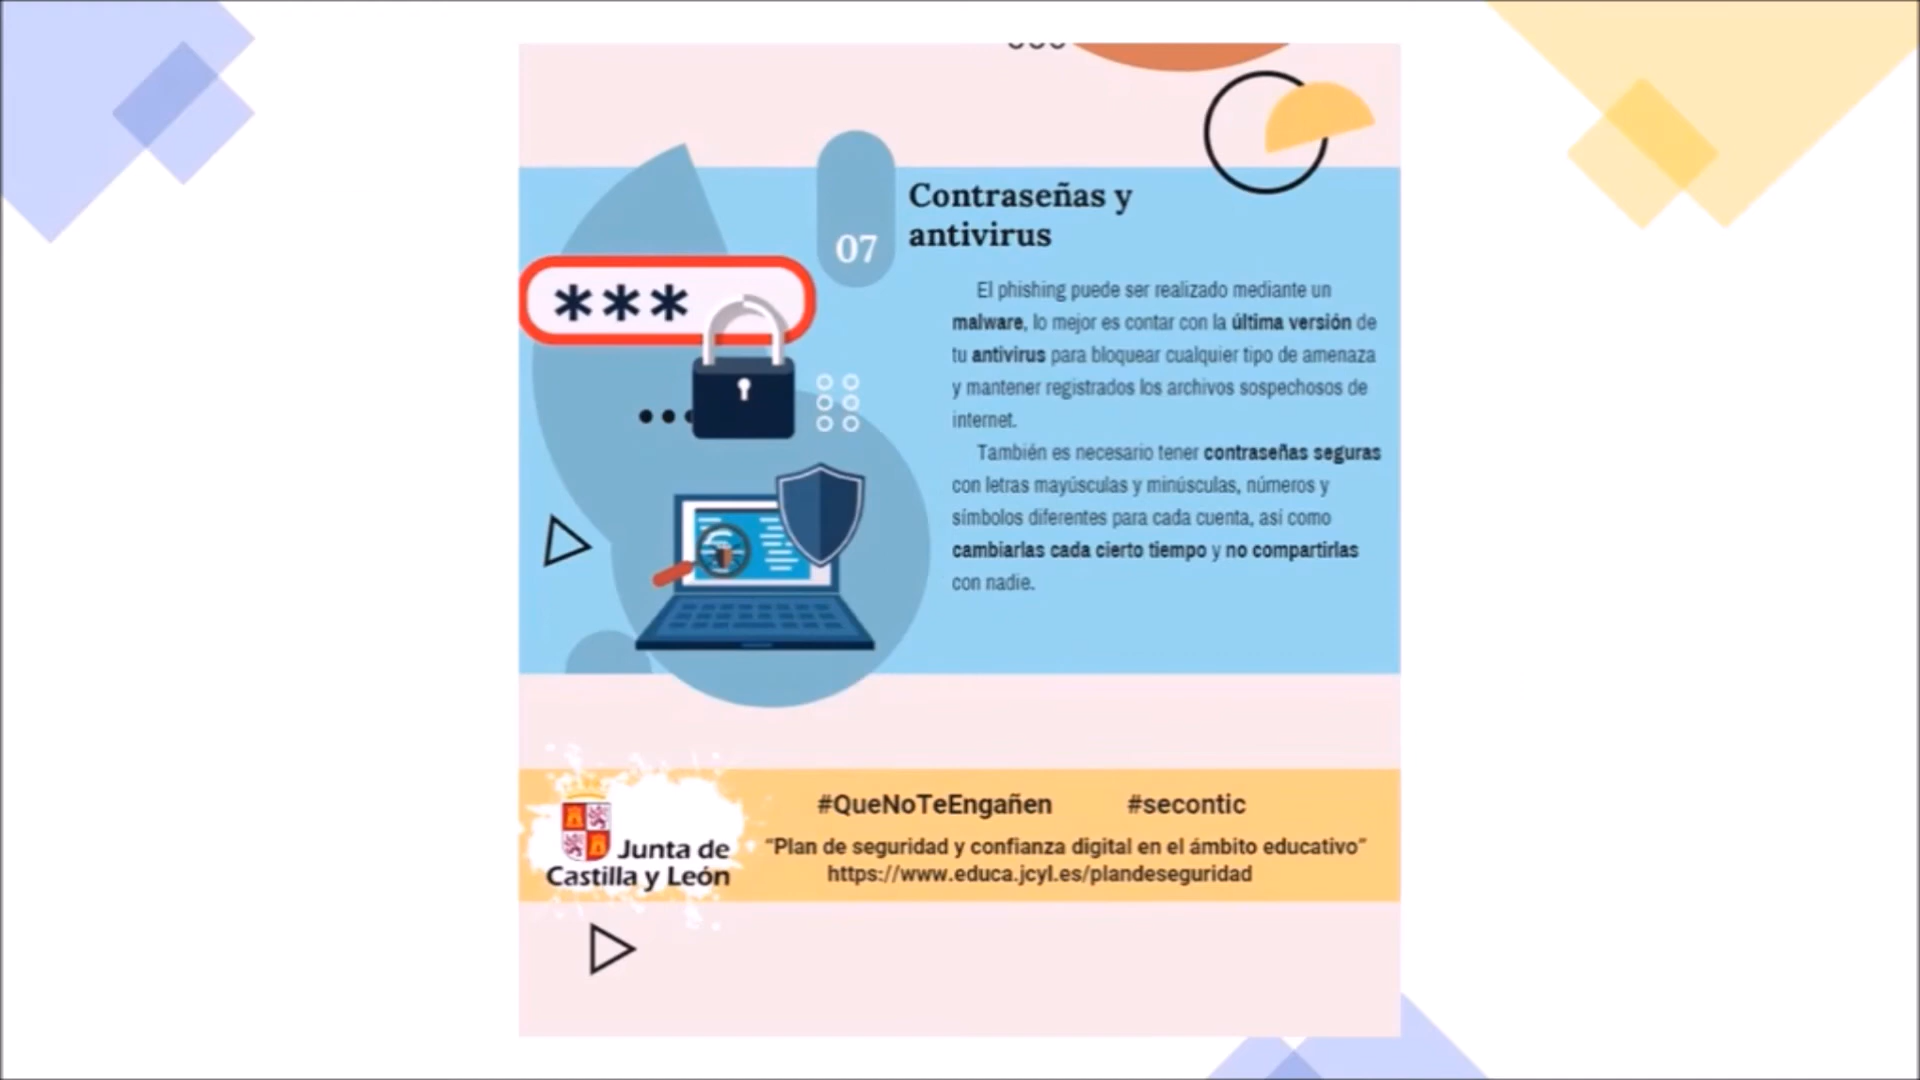 07
Contraseñas y
antivirus
***
El phishing puede ser realizado mediante un
malware, lo mejor es contar con la última versión de
tu antivirus para bloquear cualquier tipo de amenaza
y mantener registrados los archivos sospechosos de
internet.
También es necesario tener contraseñas seguras
con letras mayúsculas y minúsculas, números y
símbolos diferentes para cada cuenta, así como
cambiarlas cada cierto tiempo y no compartirlas
con nadie.
Junta de
Castilla y León
#QueNoTeEngañen #secontic
“Plan de seguridad y confianza digital en el ámbito educativo”
https://www.educa.jcyl.es/plandeseguridad